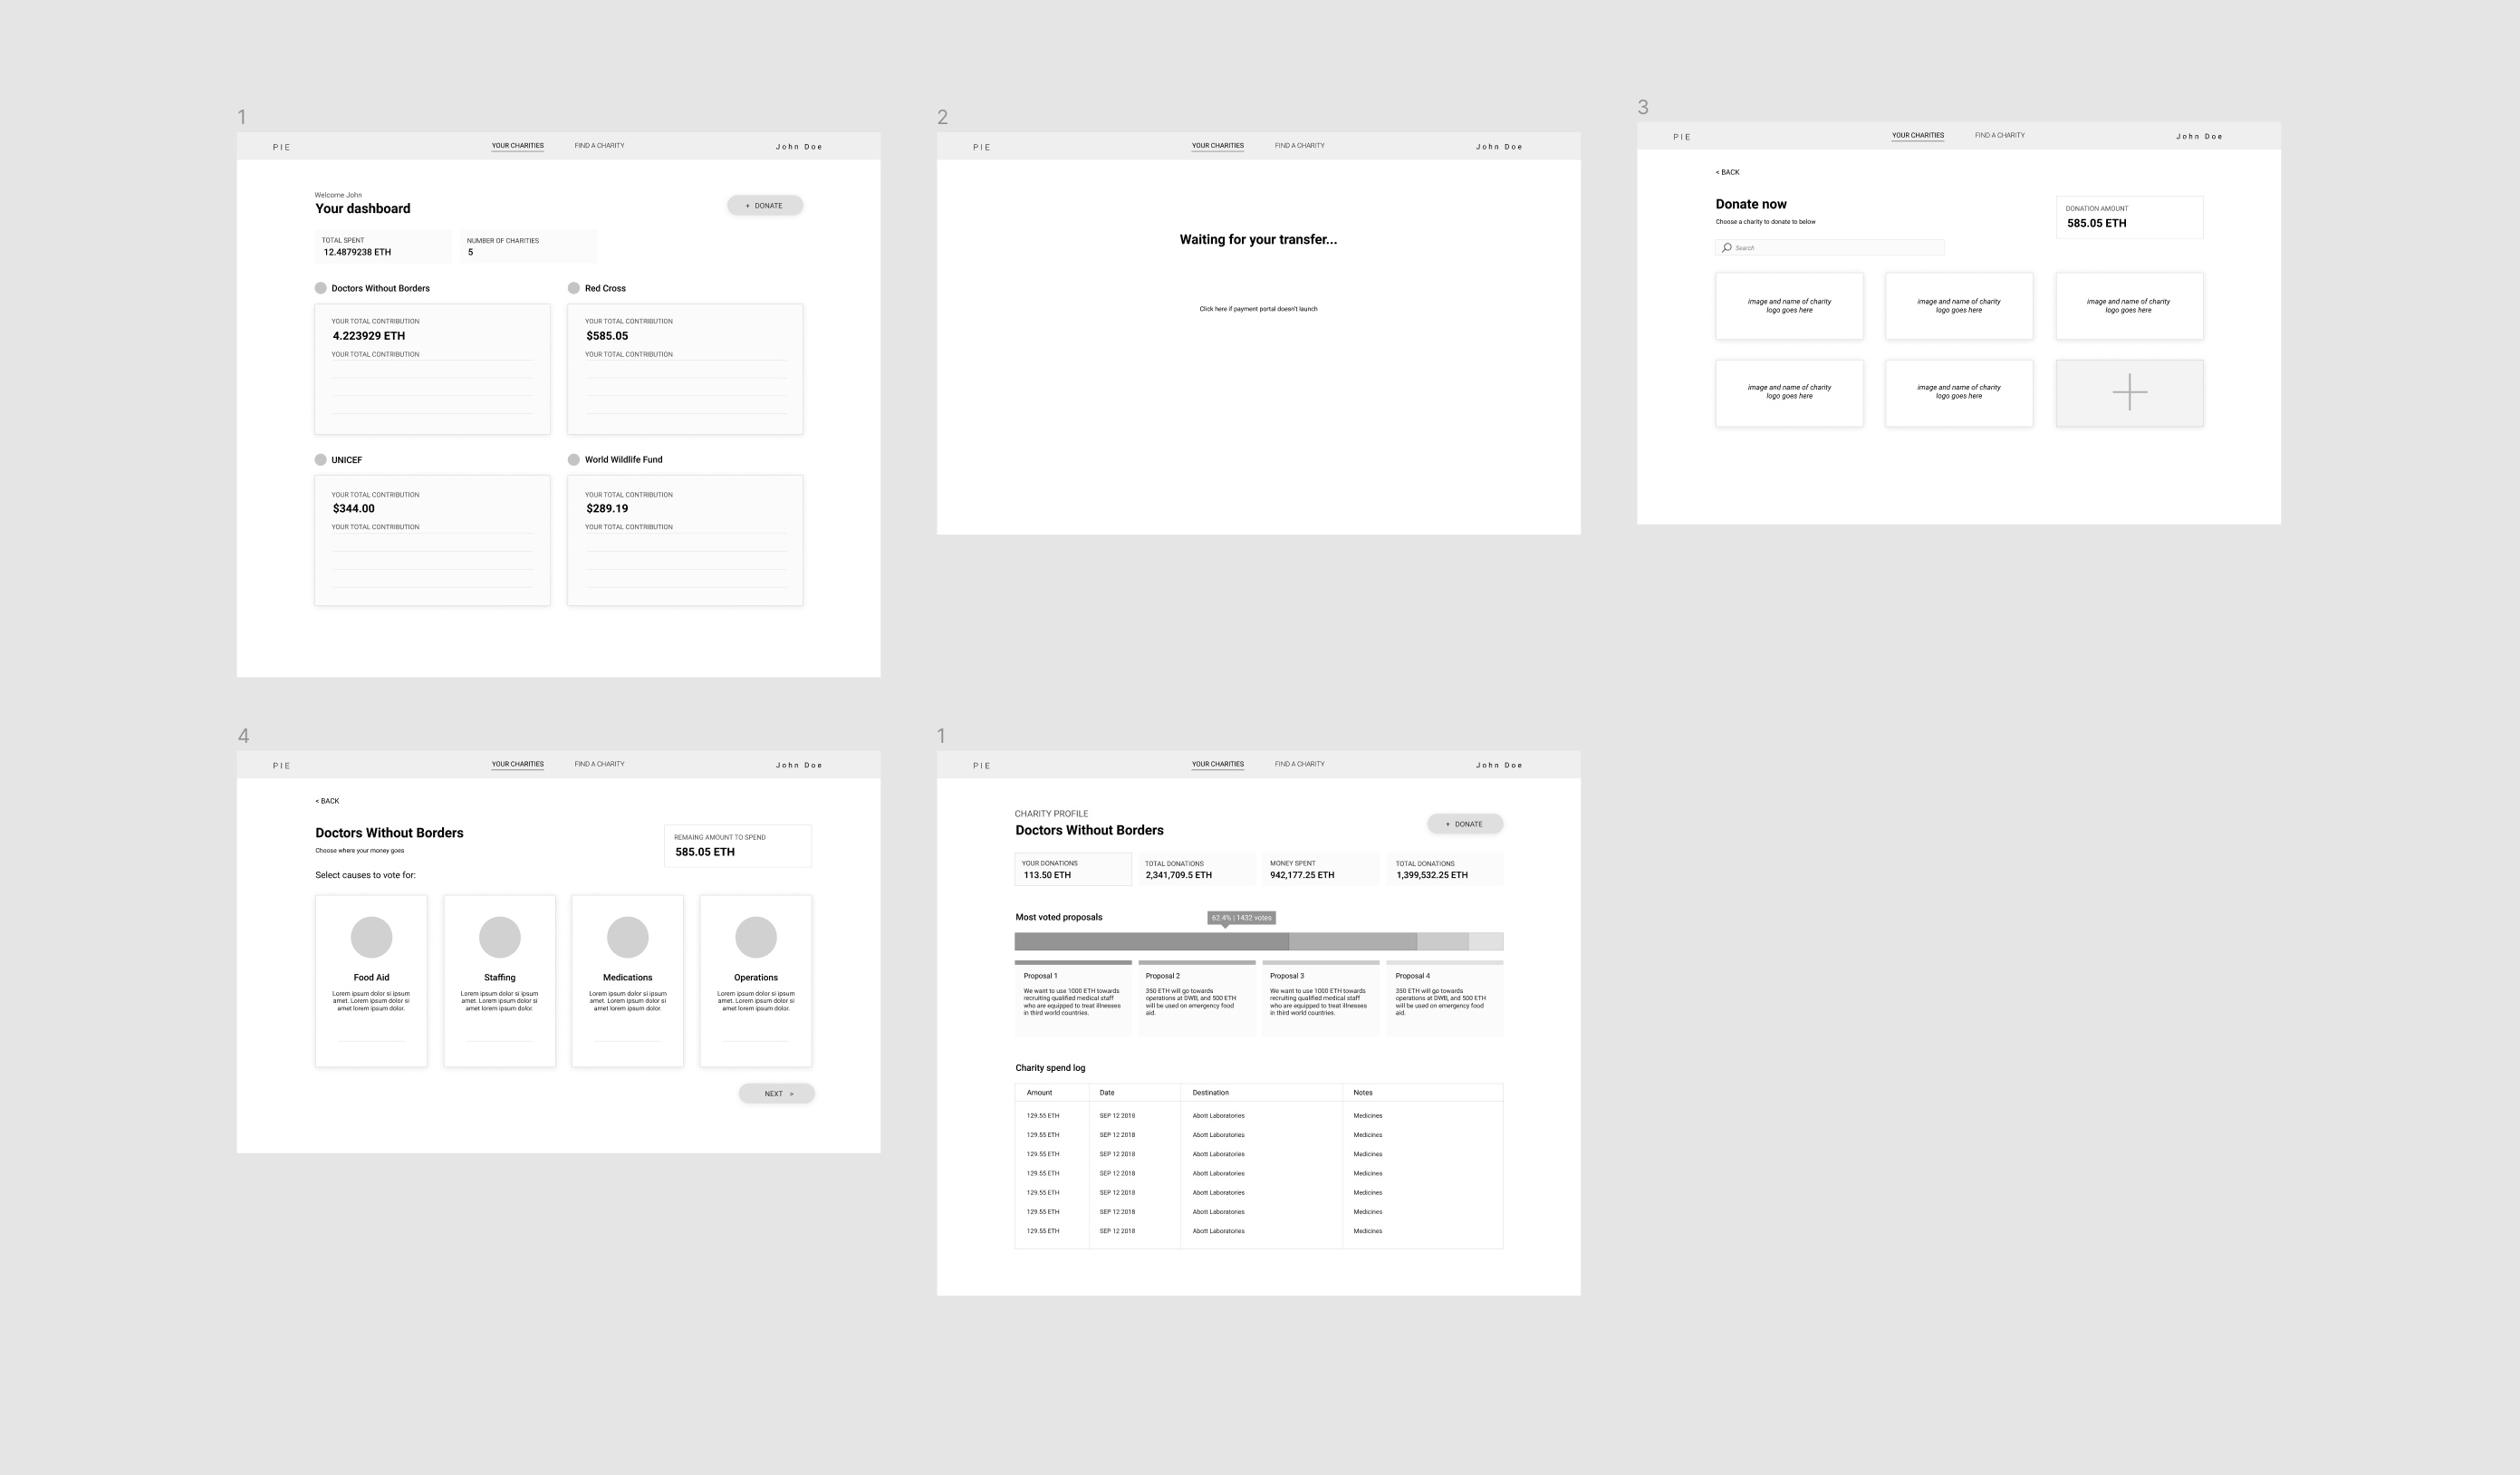 1
PIE
YOUR CHARITIES
FIND A CHARITY
John Doe
Welcome John
Your dashboard
+ DONATE
TOTAL SPENT
12.4879238 ETH
NUMBER OF CHARITIES
5
Doctors Without Borders
YOUR TOTAL CONTRIBUTION
4.223929 ETH
YOUR TOTAL CONTRIBUTION
Red Cross
YOUR TOTAL CONTRIBUTION
$585.05
YOUR TOTAL CONTRIBUTION
UNICEF
YOUR TOTAL CONTRIBUTION
$344.00
YOUR TOTAL CONTRIBUTION
World Wildlife Fund
YOUR TOTAL CONTRIBUTION
$289.19
YOUR TOTAL CONTRIBUTION
2
PIE
YOUR CHARITIES
FIND A CHARITY
John Doe
Waiting for your transfer...
Click here if payment portal doesn't launch
3
PIE
YOUR CHARITIES
FIND A CHARITY
John Doe
< BACK
Donate now
Choose a charity to donate to below
DONATION AMOUNT
585.05 ETH
Search
image and name of charity
logo goes here
image and name of charity
logo goes here
image and name of charity
logo goes here
image and name of charity
logo goes here
image and name of charity
logo goes here
4
PIE
YOUR CHARITIES
FIND A CHARITY
John Doe
< BACK
Doctors Without Borders
Choose where your money goes
REMAING AMOUNT TO SPEND
585.05 ETH
Select causes to vote for:
Food Aid
Lorem ipsum dolor si ipsum
amet. Lorem ipsum dolor si
amet lorem ipsum dolor.
Staffing
Lorem ipsum dolor si ipsum
amet. Lorem ipsum dolor si
amet lorem ipsum dolor.
Medications
Lorem ipsum dolor si ipsum
amet. Lorem ipsum dolor si
amet lorem ipsum dolor.
Operations
Lorem ipsum dolor si ipsum
amet. Lorem ipsum dolor si
amet lorem ipsum dolor.
NEXT >
1
PIE
YOUR CHARITIES
FIND A CHARITY
John Doe
CHARITY PROFILE
Doctors Without Borders
+ DONATE
YOUR DONATIONS
113.50 ETH
TOTAL DONATIONS
2,341,709.5 ETH
MONEY SPENT
942,177.25 ETH
TOTAL DONATIONS
1,399,532.25 ETH
Most voted proposals
62.4% | 1432 votes
Proposal 1
We want to use 1000 ETH towards
recruiting qualified medical staff
who are equipped to treat illnesses
in third world countries.
Proposal 2
350 ETH will go towards
operations at DWB, and 500 ETH
will be used on emergency food
aid.
Proposal 3
We want to use 1000 ETH towards
recruiting qualified medical staff
who are equipped to treat illnesses
in third world countries.
Proposal 4
350 ETH will go towards
operations at DWB, and 500 ETH
will be used on emergency food
aid.
Charity spend log
Amount Date Destination Notes
129.55 ETH SEP 12 2018 Abott Laboratories Medicines
129.55 ETH SEP 12 2018 Abott Laboratories Medicines
129.55 ETH SEP 12 2018 Abott Laboratories Medicines
129.55 ETH SEP 12 2018 Abott Laboratories Medicines
129.55 ETH SEP 12 2018 Abott Laboratories Medicines
129.55 ETH SEP 12 2018 Abott Laboratories Medicines
129.55 ETH SEP 12 2018 Abott Laboratories Medicines